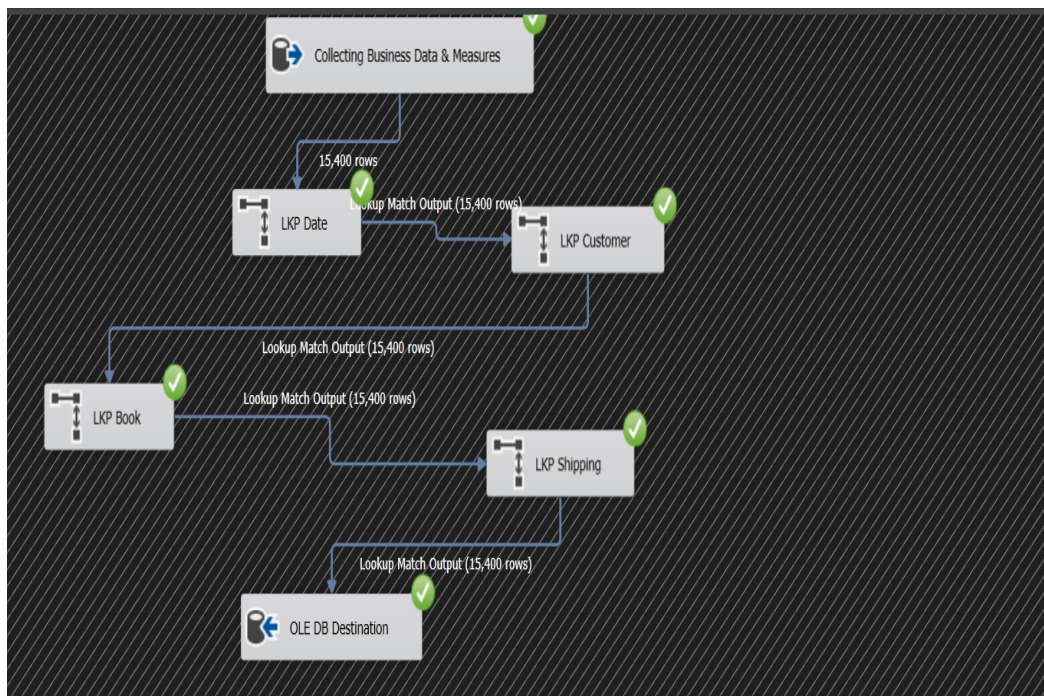 Collecting Business Data & Measures
15,400 rows
Lookup Match Output (15,400 rows)
LKP Date
LKP Customer
Lookup Match Output (15,400 rows)
Lookup Match Output (15,400 rows)
LKP Book
LKP Shipping
Lookup Match Output (15,400 rows)
OLE DB Destination